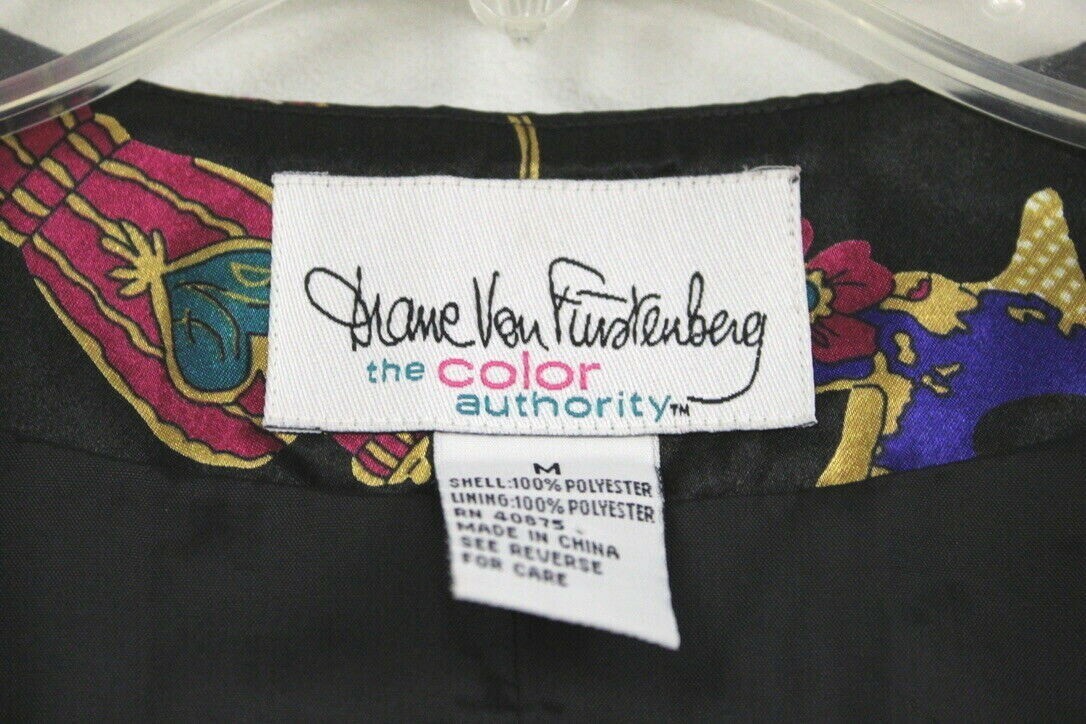 Diane Von Furstenberg
the color
authority™
M
SHELL:100% POLYESTER
LINING:100% POLYESTER
RN 40875
MADE IN CHINA
SEE REVERSE
FOR CARE